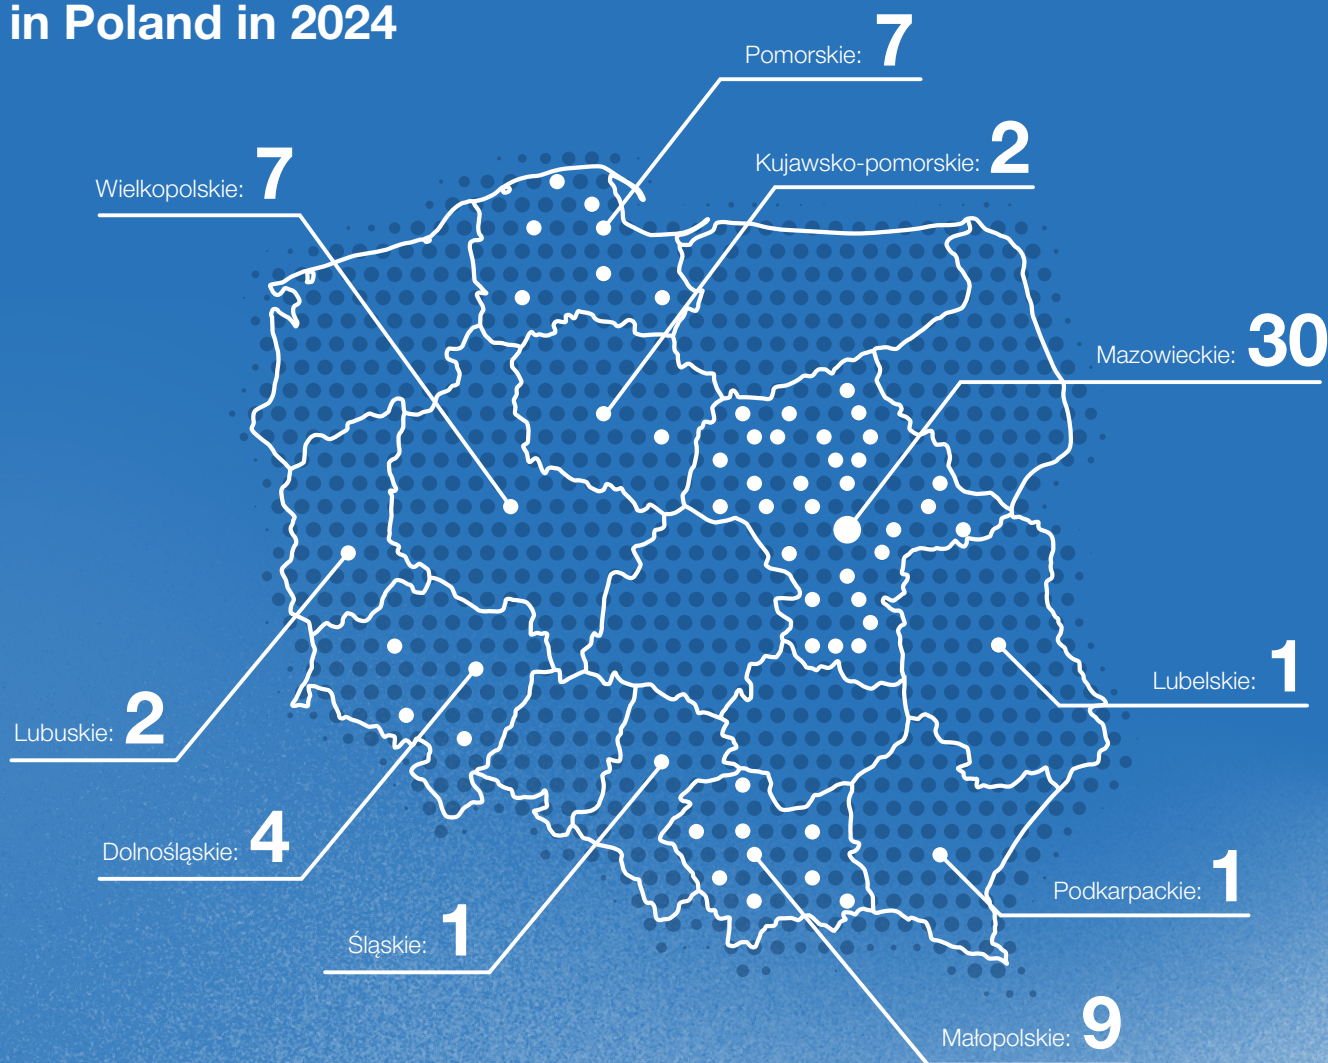 in Poland in 2024
Pomorskie: 7
Kujawsko-pomorskie: 2
Wielkopolskie: 7
Mazowieckie: 30
Lubelskie: 1
Lubuskie: 2
Dolnośląskie: 4
Podkarpackie: 1
Śląskie: 1
Małopolskie: 9